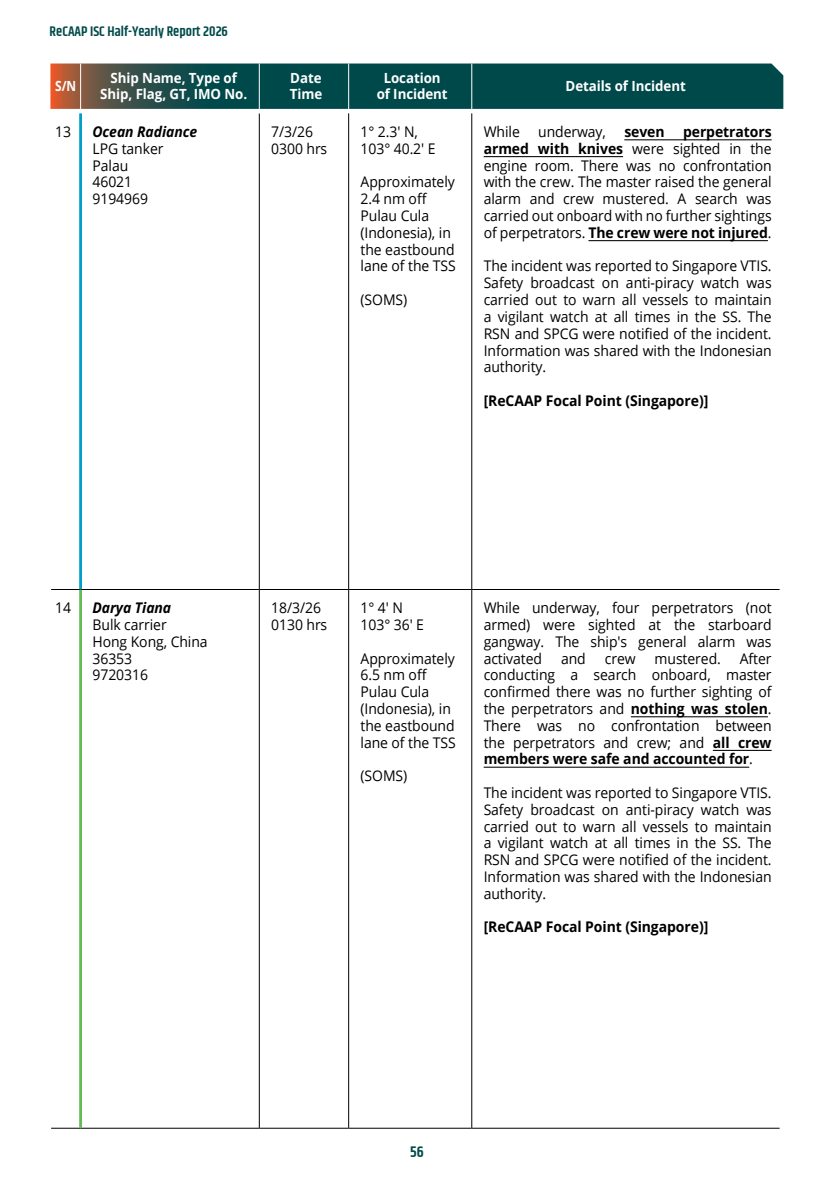 ReCAAP ISC Half-Yearly Report 2026
S/N
Ship Name, Type of
Ship, Flag, GT, IMO No.
Date
Time
Location
of Incident
Details of Incident
13
Ocean Radiance
LPG tanker
Palau
46021
9194969
7/3/26
0300 hrs
1° 2.3' N,
103° 40.2' E
Approximately
2.4 nm off
Pulau Cula
(Indonesia), in
the eastbound
lane of the TSS
(SOMS)
While underway, seven perpetrators
armed with knives were sighted in the
engine room. There was no confrontation
with the crew. The master raised the general
alarm and crew mustered. A search was
carried out onboard with no further sightings
of perpetrators. The crew were not injured.
The incident was reported to Singapore VTIS.
Safety broadcast on anti-piracy watch was
carried out to warn all vessels to maintain
a vigilant watch at all times in the SS. The
RSN and SPCG were notified of the incident.
Information was shared with the Indonesian
authority.
[ReCAAP Focal Point (Singapore)]
14
Darya Tiana
Bulk carrier
Hong Kong, China
36353
9720316
18/3/26
0130 hrs
1° 4' N
103° 36' E
Approximately
6.5 nm off
Pulau Cula
(Indonesia), in
the eastbound
lane of the TSS
(SOMS)
While underway, four perpetrators (not
armed) were sighted at the starboard
gangway. The ship's general alarm was
activated and crew mustered. After
conducting a search onboard, master
confirmed there was no further sighting of
the perpetrators and nothing was stolen.
There was no confrontation between
the perpetrators and crew; and all crew
members were safe and accounted for.
The incident was reported to Singapore VTIS.
Safety broadcast on anti-piracy watch was
carried out to warn all vessels to maintain
a vigilant watch at all times in the SS. The
RSN and SPCG were notified of the incident.
Information was shared with the Indonesian
authority.
[ReCAAP Focal Point (Singapore)]
56